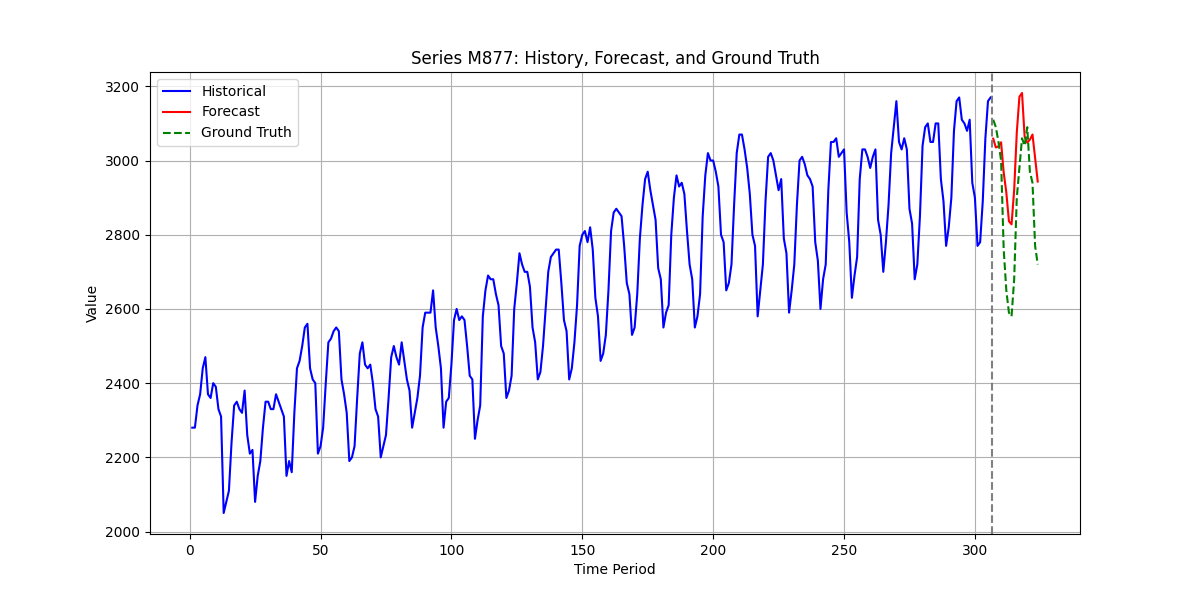 Series M877: History, Forecast, and Ground Truth
Historical
Forecast
Ground Truth
3200
3000
2800
2600
2400
2200
2000
Value
0 50 100 150 200 250 300
Time Period